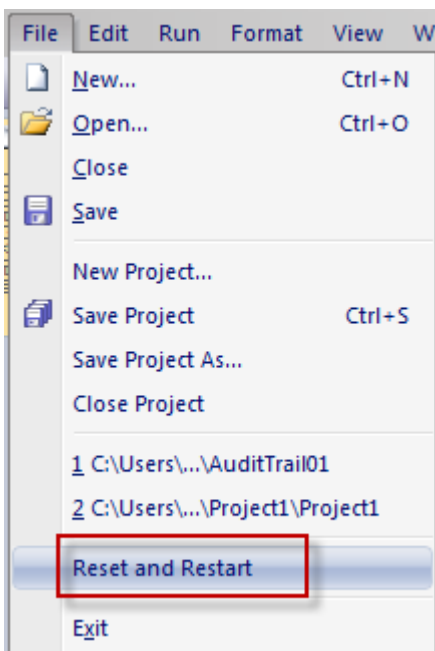 File Edit Run Format View W
New... Ctrl+N
Open... Ctrl+O
Close
Save
New Project...
Save Project Ctrl+S
Save Project As...
Close Project
1 C:\Users\...\AuditTrail01
2 C:\Users\...\Project1\Project1
Reset and Restart
Exit